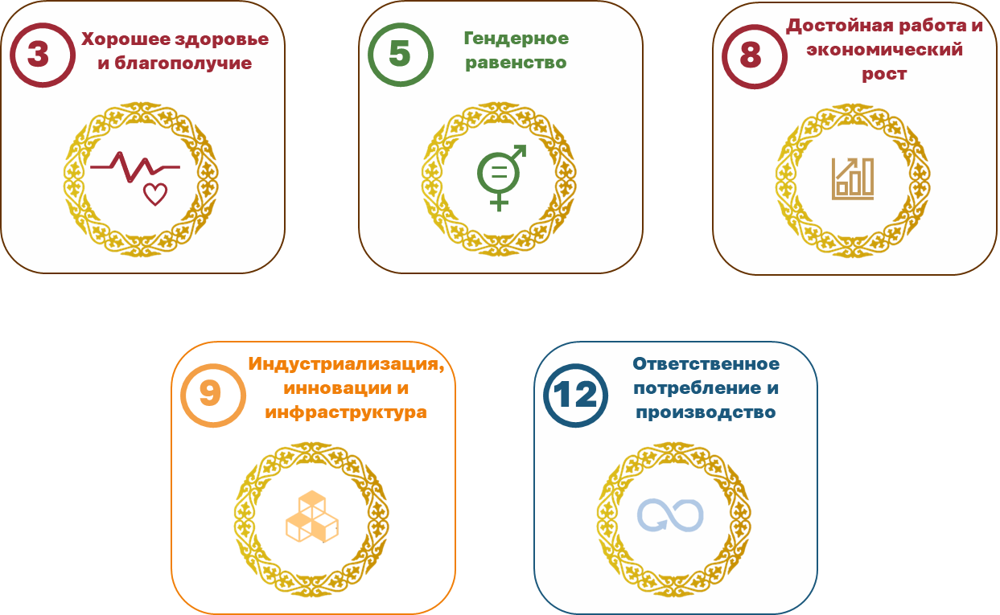 3
Хорошее здоровье
и благополучие
5
Гендерное
равенство
8
Достойная работа и
экономический
рост
9
Индустриализация,
инновации и
инфраструктура
12
Ответственное
потребление и
производство